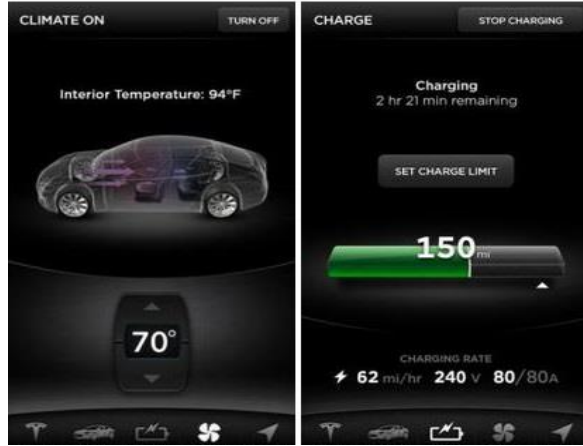 CLIMATE ON
TURN OFF
Interior Temperature: 94°F
70°
CHARGE
STOP CHARGING
Charging
2 hr 21 min remaining
SET CHARGE LIMIT
150 mi
CHARGING RATE
62 mi/hr 240 V 80/80A